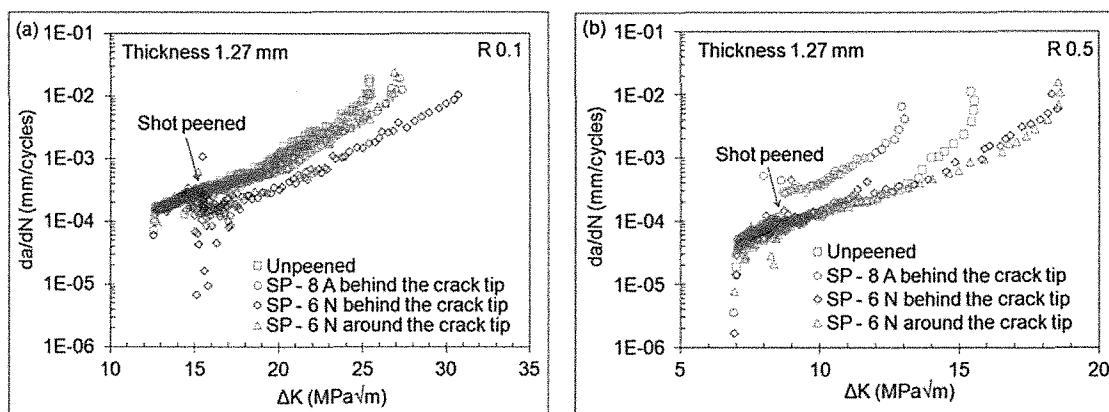 (a)
Thickness 1.27 mm
R 0.1
1E-01
1E-02
1E-03
1E-04
1E-05
1E-06
da/dN (mm/cycles)
Shot peened
Unpeened
SP - 8 A behind the crack tip
SP - 6 N behind the crack tip
SP - 6 N around the crack tip
10 15 20 25 30 35
ΔK (MPa√m)
(b)
Thickness 1.27 mm
R 0.5
1E-01
1E-02
1E-03
1E-04
1E-05
1E-06
da/dN (mm/cycles)
Shot peened
Unpeened
SP - 8 A behind the crack tip
SP - 6 N behind the crack tip
SP - 6 N around the crack tip
5 10 15 20
ΔK (MPa√m)